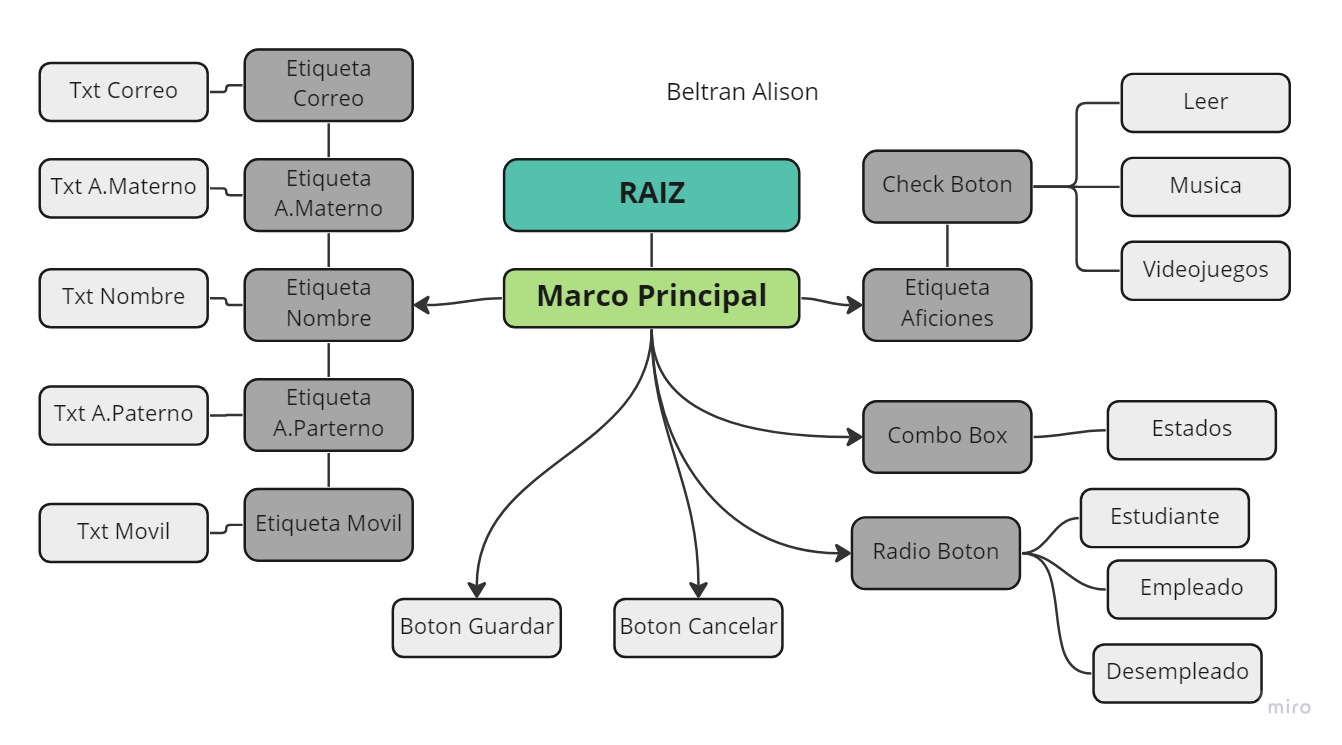 Etiqueta
Correo
Txt Correo
Beltran Alison
Leer
Etiqueta
A.Materno
Txt A.Materno
RAIZ
Check Boton
Musica
Videojuegos
Etiqueta
Nombre
Txt Nombre
Marco Principal
Etiqueta
Aficiones
Etiqueta
A.Parterno
Txt A.Paterno
Combo Box
Estados
Etiqueta Movil
Txt Movil
Radio Boton
Estudiante
Empleado
Desempleado
Boton Guardar
Boton Cancelar
miro